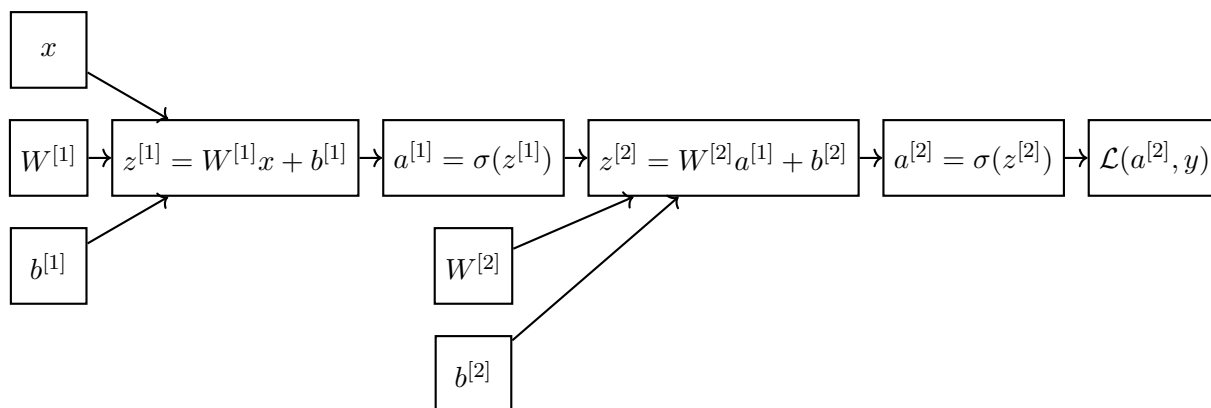 x
W^{[1]}
z^{[1]} = W^{[1]}x + b^{[1]}
a^{[1]} = σ(z^{[1]})
z^{[2]} = W^{[2]}a^{[1]} + b^{[2]}
a^{[2]} = σ(z^{[2]})
ℒ(a^{[2]}, y)
b^{[1]}
W^{[2]}
b^{[2]}